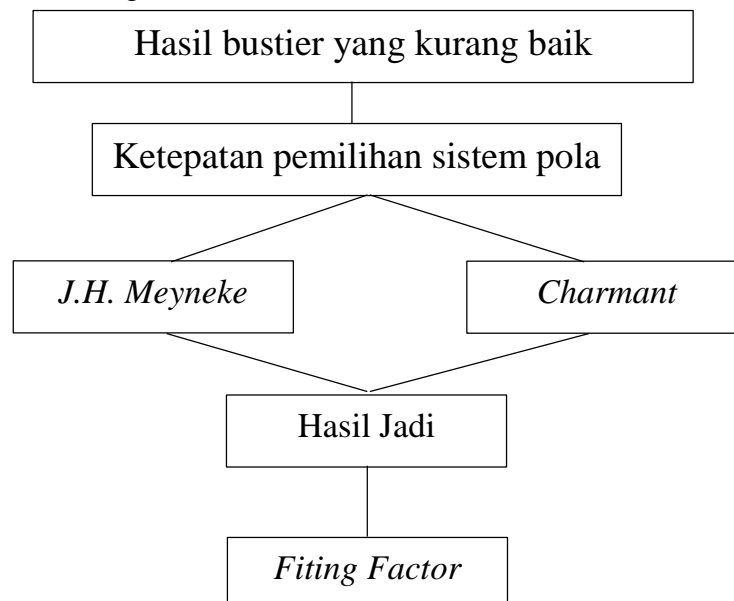 Hasil bustier yang kurang baik
Ketepatan pemilihan sistem pola
J.H. Meyneke
Charmant
Hasil Jadi
Fiting Factor